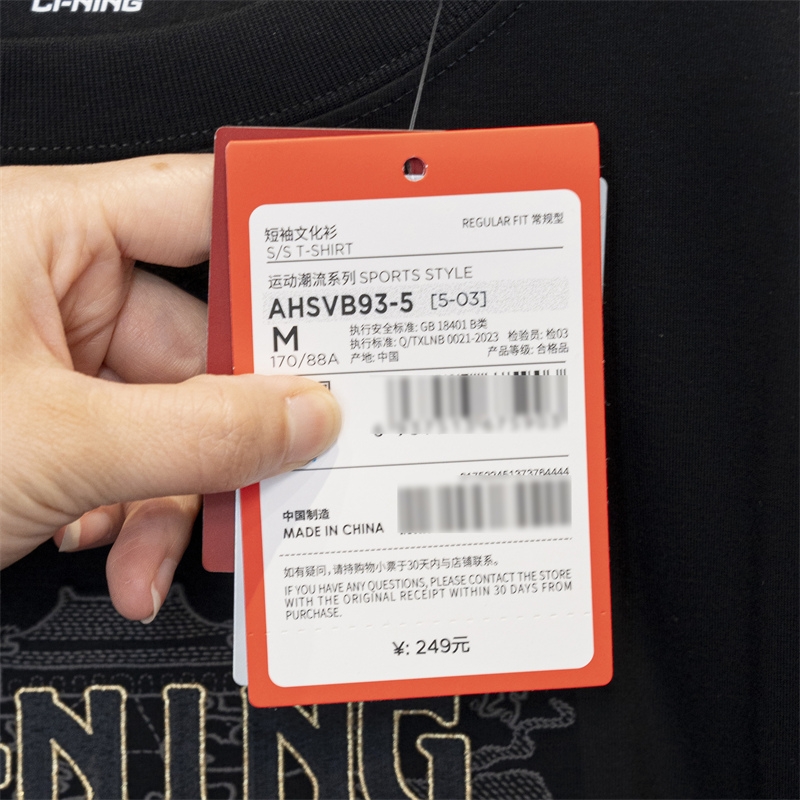 LI-NING
短袖文化衫
S/S T-SHIRT
REGULAR FIT 常规型
运动潮流系列 SPORTS STYLE
AHSVB93-5 [5-03]
M
170/88A
执行安全标准: GB 18401 B类
执行标准: Q/TXLNB 0021-2023 检验员: 检03
产地: 中国 产品等级: 合格品
中国制造
MADE IN CHINA
如有疑问，请持购物小票于30天内与店铺联系。
IF YOU HAVE ANY QUESTIONS, PLEASE CONTACT THE STORE
WITH THE ORIGINAL RECEIPT WITHIN 30 DAYS FROM
PURCHASE.
¥: 249元
-NING